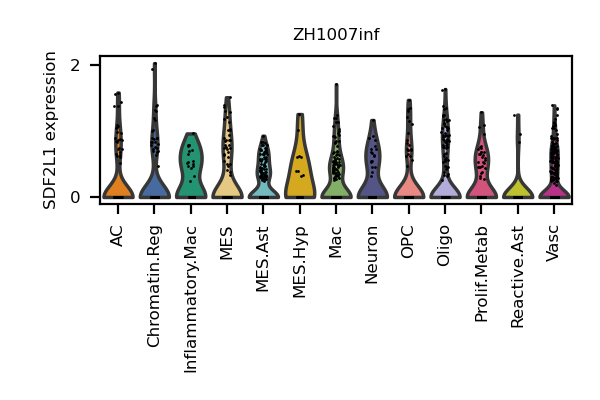 ZH1007inf
SDF2L1 expression
2
0
AC
Chromatin.Reg
Inflammatory.Mac
MES
MES.Ast
MES.Hyp
Mac
Neuron
OPC
Oligo
Prolif.Metab
Reactive.Ast
Vasc